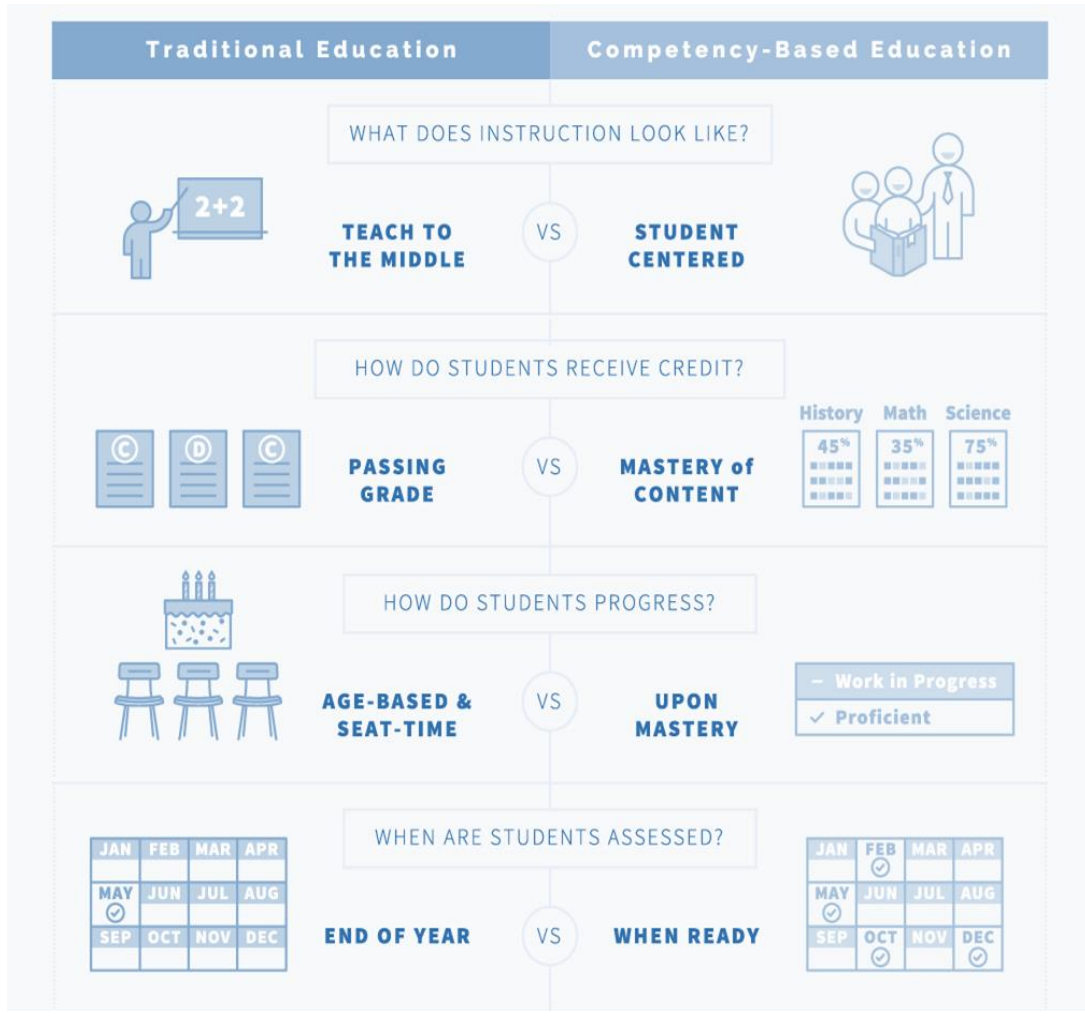 Traditional Education
Competency-Based Education
WHAT DOES INSTRUCTION LOOK LIKE?
2+2
TEACH TO
THE MIDDLE
VS
STUDENT
CENTERED
HOW DO STUDENTS RECEIVE CREDIT?
C
D
C
PASSING
GRADE
VS
MASTERY of
CONTENT
History Math Science
45% 35% 75%
HOW DO STUDENTS PROGRESS?
AGE-BASED &
SEAT-TIME
VS
UPON
MASTERY
– Work in Progress
✓ Proficient
WHEN ARE STUDENTS ASSESSED?
JAN FEB MAR APR
MAY JUN JUL AUG
SEP OCT NOV DEC
END OF YEAR
VS
WHEN READY
JAN FEB MAR APR
MAY JUN JUL AUG
SEP OCT NOV DEC